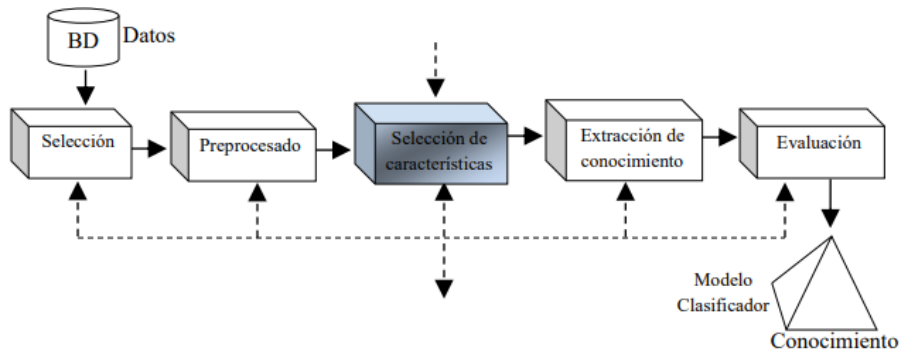 BD
Datos
Selección
Preprocesado
Selección de
características
Extracción de
conocimiento
Evaluación
Modelo
Clasificador
Conocimiento